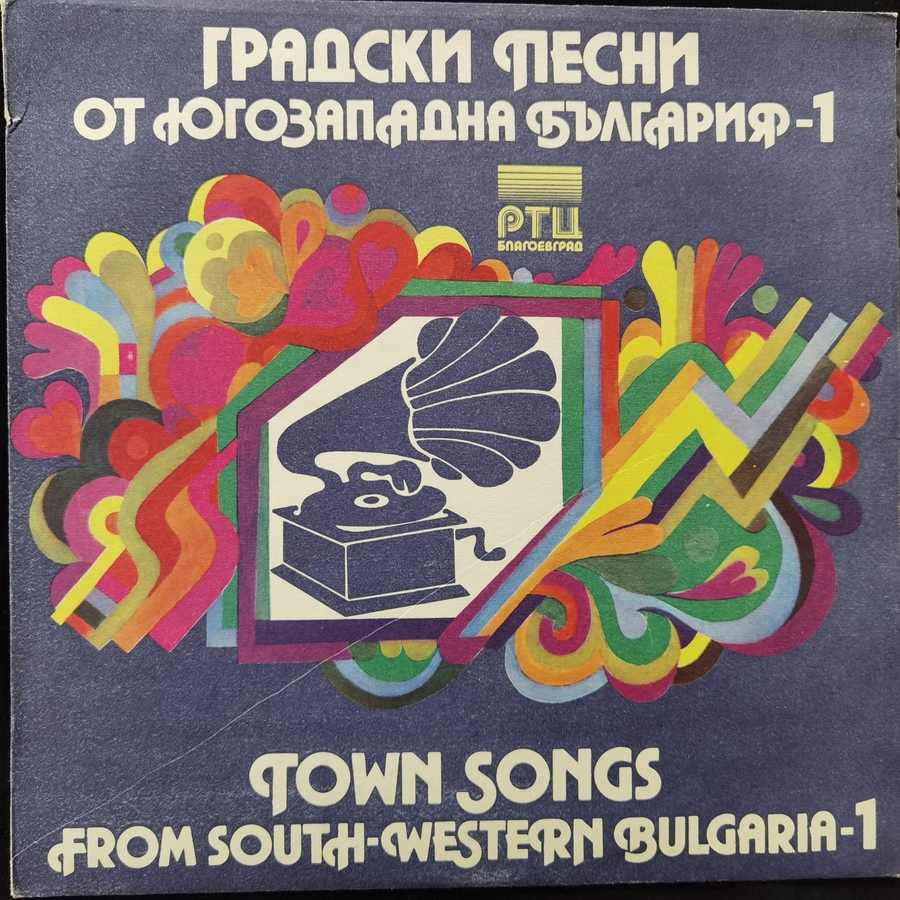 ГРАДСКИ ПЕСНИ
ОТ ЮГОЗАПАДНА БЪЛГАРИЯ-1
РТЦ
БЛАГОЕВГРАД
TOWN SONGS
FROM SOUTH-WESTERN BULGARIA-1